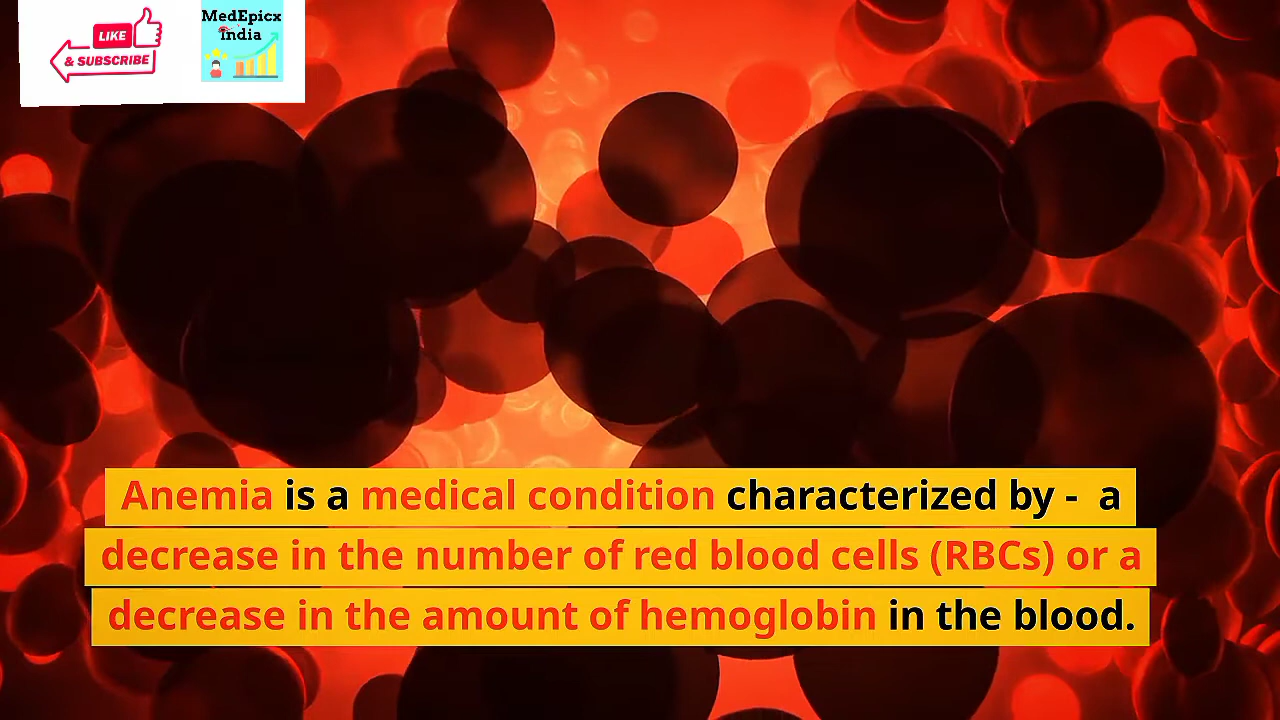 LIKE
& SUBSCRIBE
MedEpicx
India
Anemia is a medical condition characterized by - a
decrease in the number of red blood cells (RBCs) or a
decrease in the amount of hemoglobin in the blood.